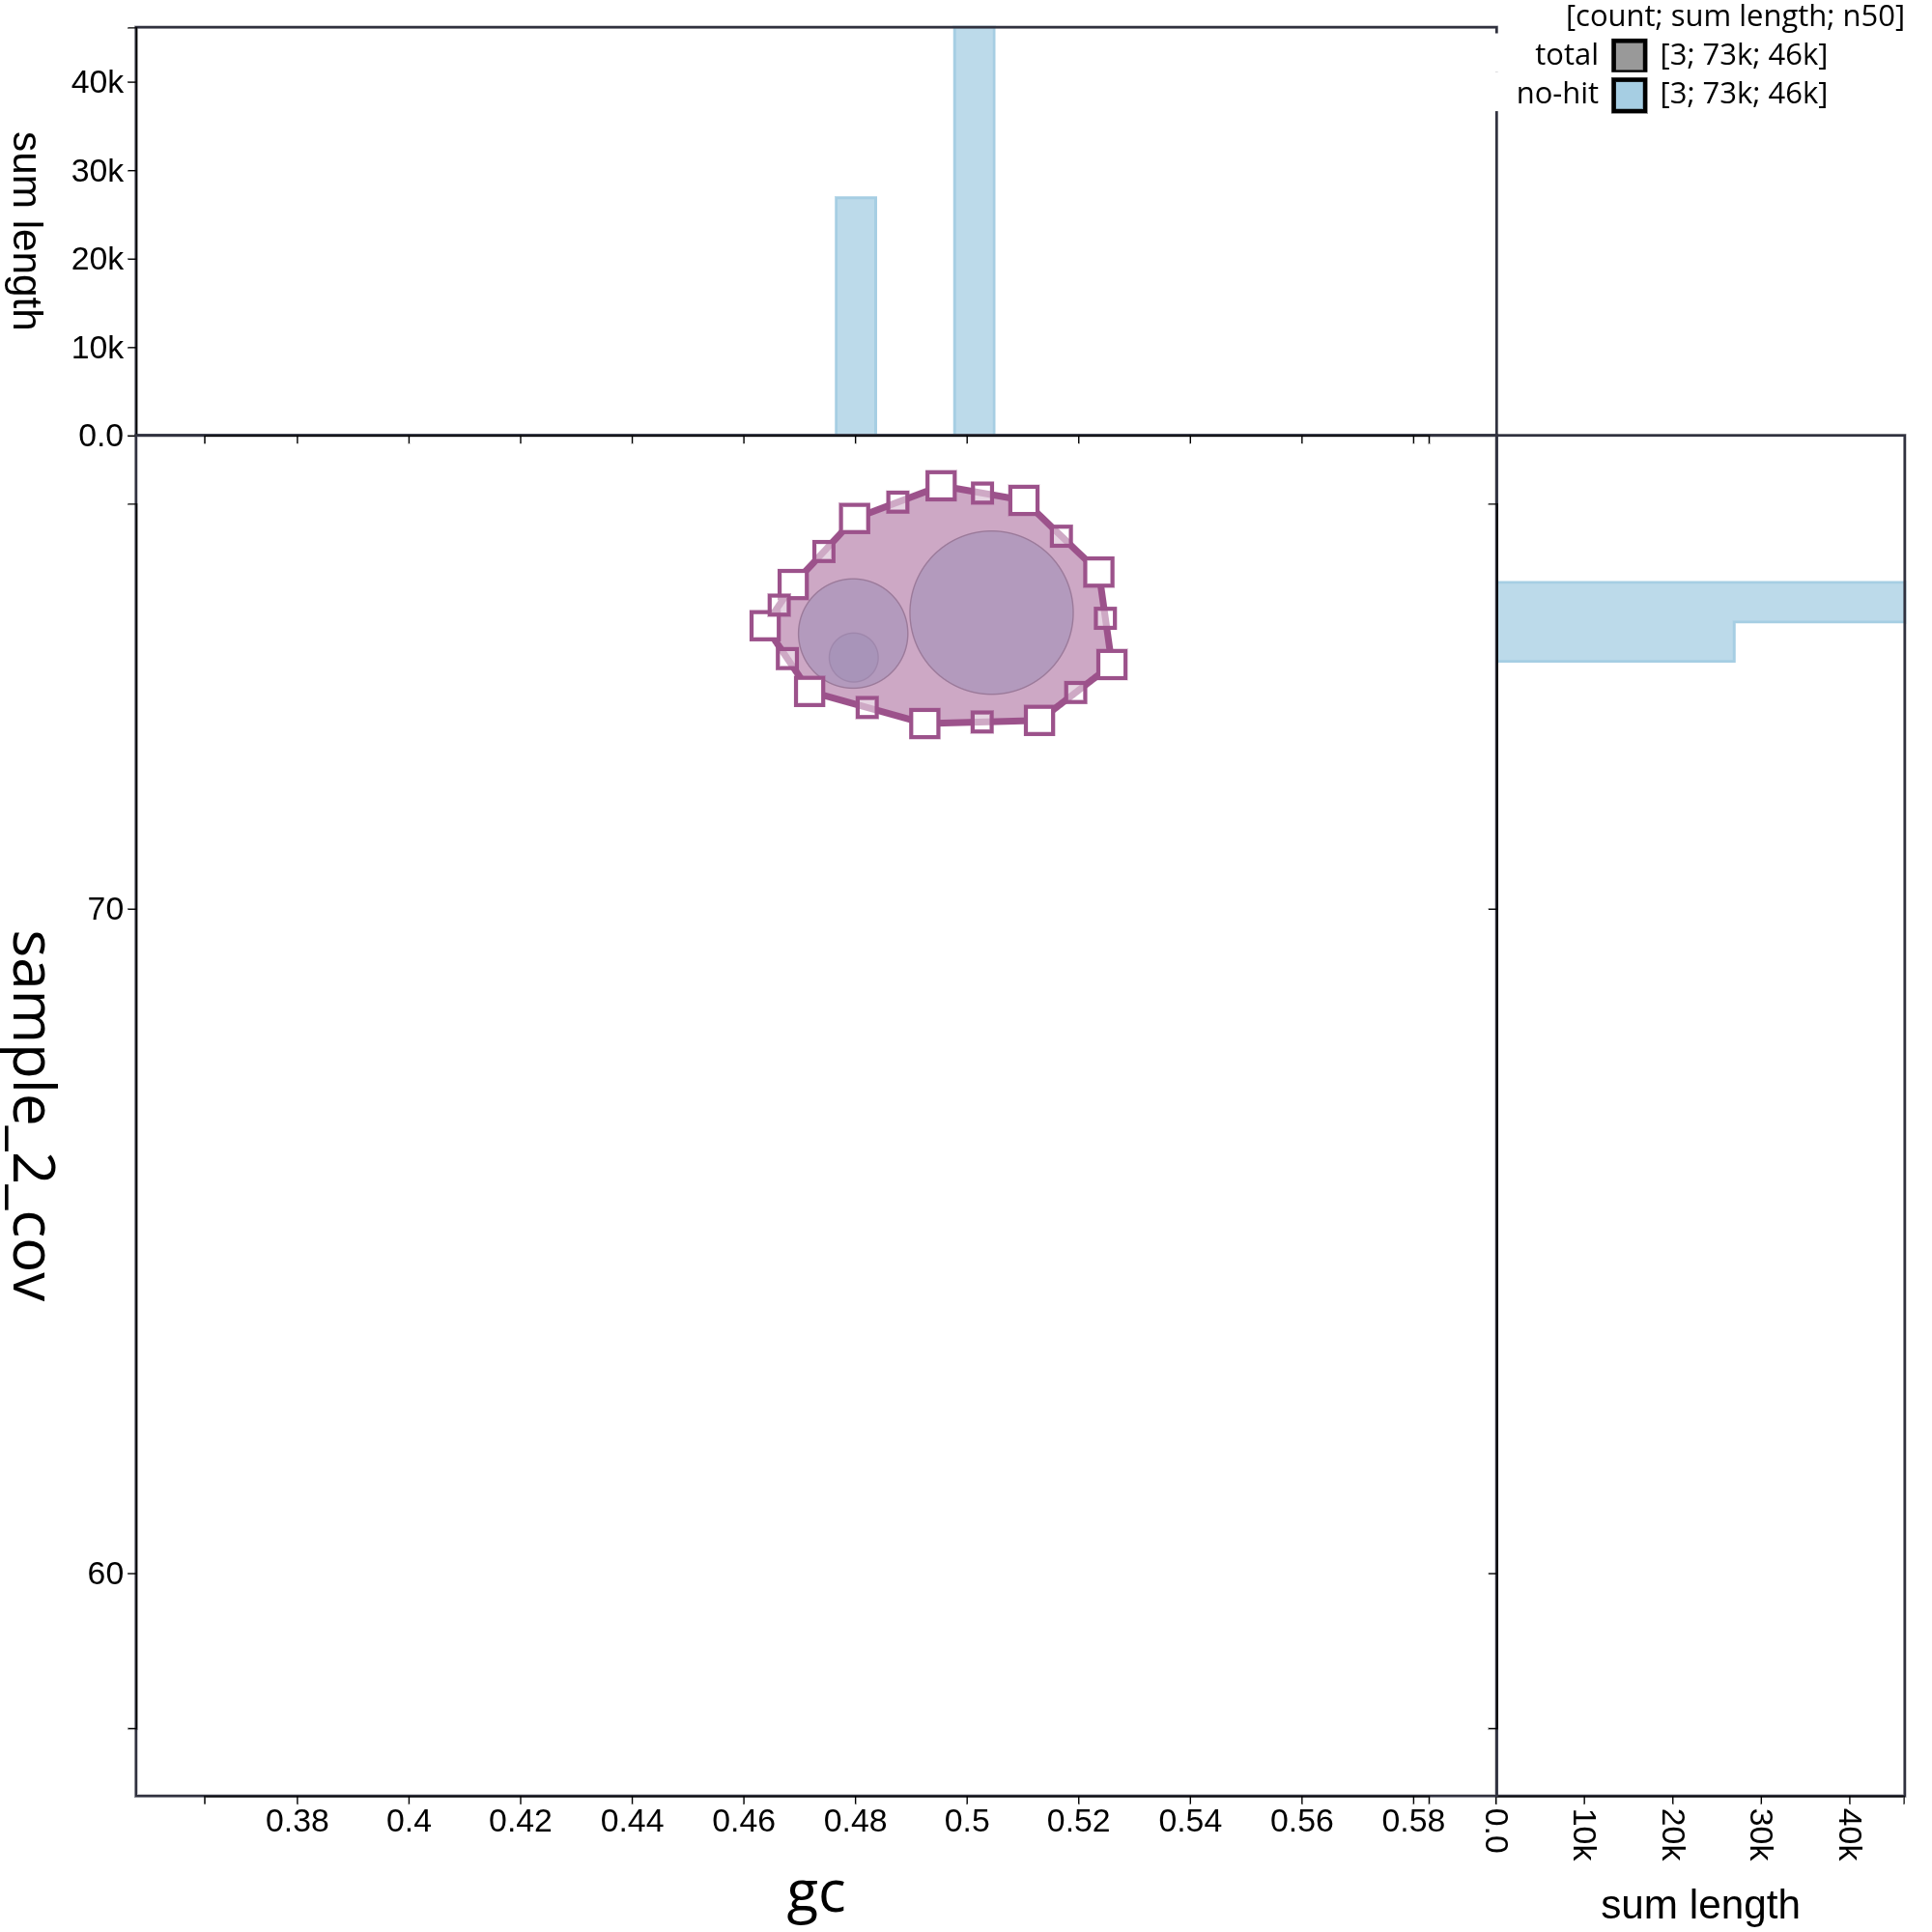 [count; sum length; n50]
total [3; 73k; 46k]
no-hit [3; 73k; 46k]
40k
30k
20k
10k
0.0
sum length
70
60
sample_2_cov
0.38 0.4 0.42 0.44 0.46 0.48 0.5 0.52 0.54 0.56 0.58
gc
0.0 10k 20k 30k 40k
sum length